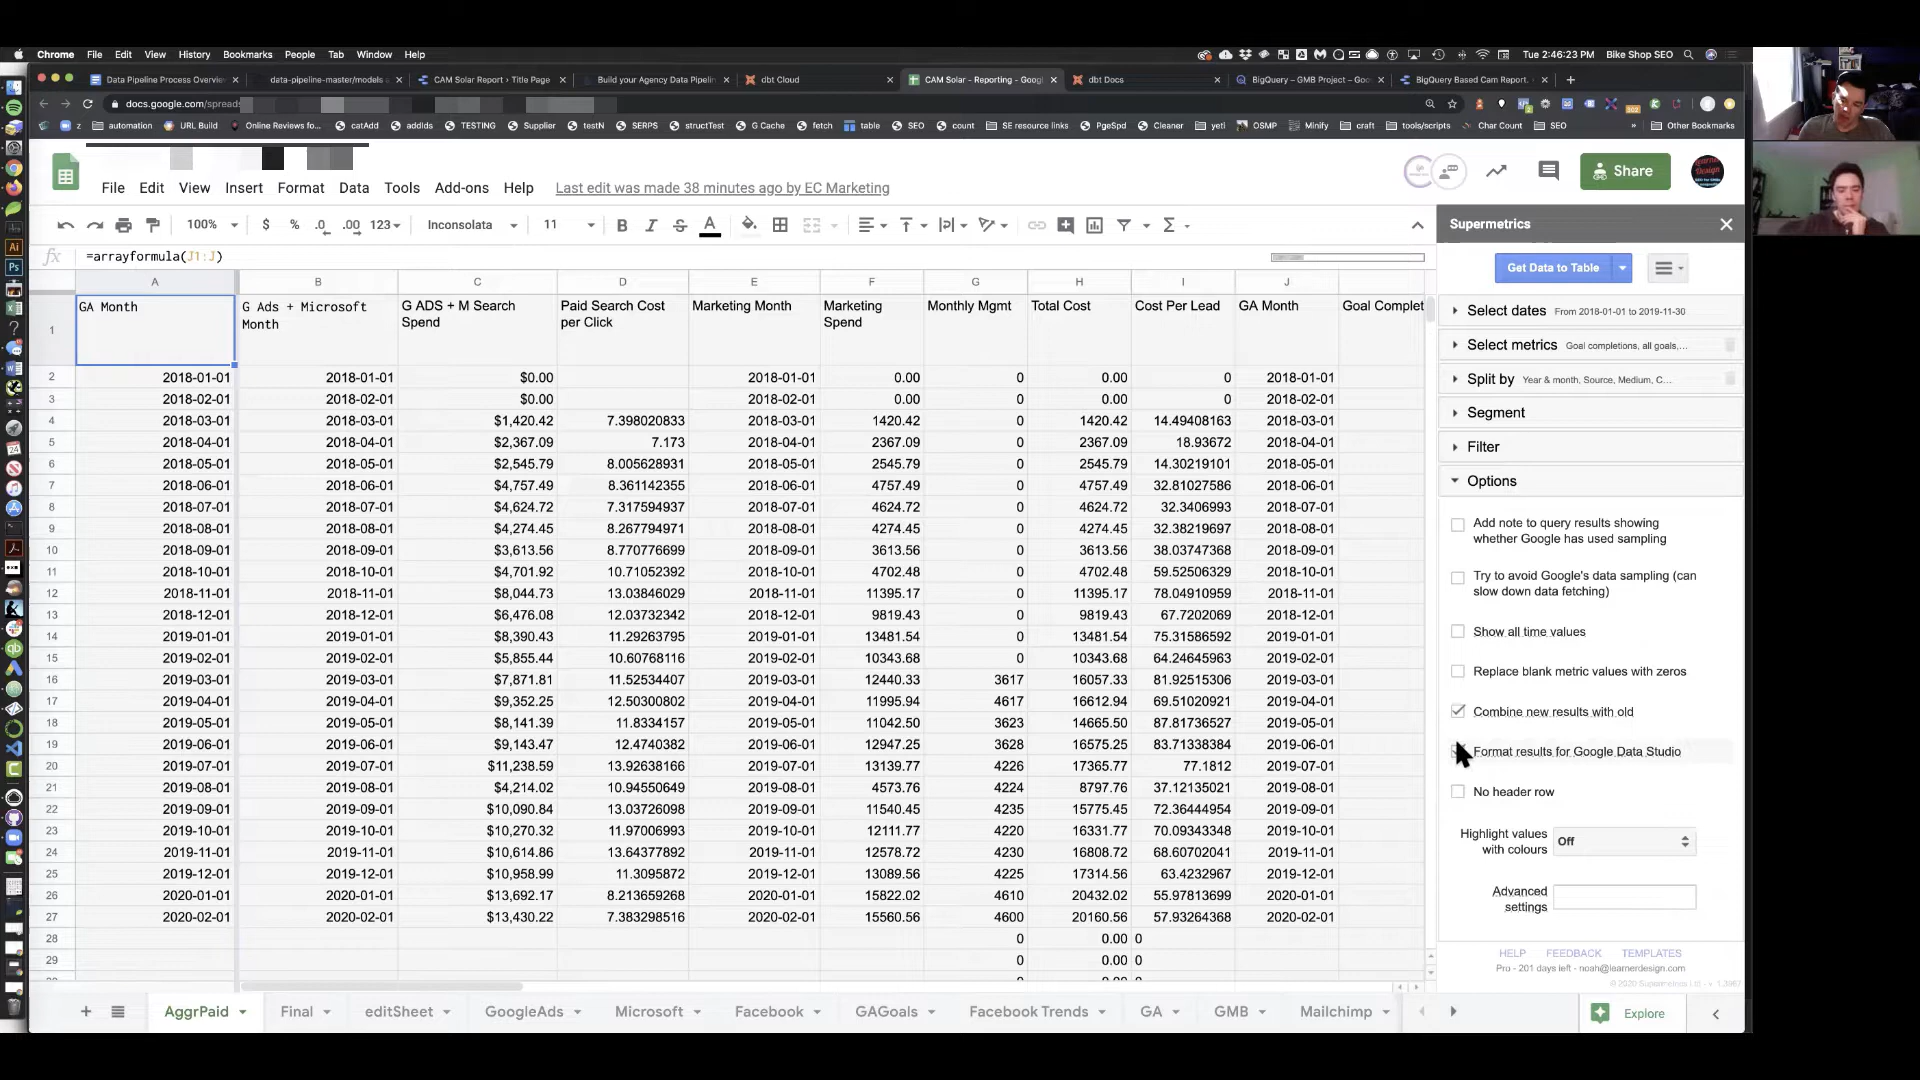 Chrome File Edit View History Bookmarks People Tab Window Help Tue 2:46:23 PM Bike Shop SEO
Data Pipeline Process Overvie data-pipeline-master/models CAM Solar Report > Title Page Build your Agency Data Pipeline dbt Cloud CAM Solar - Reporting - Googl dbt Docs BigQuery – GMB Project – Goo BigQuery Based Cam Report.
docs.google.com/spreads
z automation URL Build Online Reviews fo... catAdd addIds TESTING Supplier testN SERPS structTest G Cache fetch table SEO count SE resource links PgeSpd Cleaner yeti OSMP Minify craft tools/scripts Char Count SEO » Other Bookmarks
File Edit View Insert Format Data Tools Add-ons Help Last edit was made 38 minutes ago by EC Marketing
Share
100% $ % .0 .00 123 Inconsolata 11 B I S A
Supermetrics
fx =arrayformula(J1:J)
Get Data to Table
A B C D E F G H I J
1 GA Month G Ads + Microsoft Month G ADS + M Search Spend Paid Search Cost per Click Marketing Month Marketing Spend Monthly Mgmt Total Cost Cost Per Lead GA Month Goal Complet
2 2018-01-01 2018-01-01 $0.00 2018-01-01 0.00 0 0.00 0 2018-01-01
3 2018-02-01 2018-02-01 $0.00 2018-02-01 0.00 0 0.00 0 2018-02-01
4 2018-03-01 2018-03-01 $1,420.42 7.398020833 2018-03-01 1420.42 0 1420.42 14.49408163 2018-03-01
5 2018-04-01 2018-04-01 $2,367.09 7.173 2018-04-01 2367.09 0 2367.09 18.93672 2018-04-01
6 2018-05-01 2018-05-01 $2,545.79 8.005628931 2018-05-01 2545.79 0 2545.79 14.30219101 2018-05-01
7 2018-06-01 2018-06-01 $4,757.49 8.361142355 2018-06-01 4757.49 0 4757.49 32.81027586 2018-06-01
8 2018-07-01 2018-07-01 $4,624.72 7.317594937 2018-07-01 4624.72 0 4624.72 32.3406993 2018-07-01
9 2018-08-01 2018-08-01 $4,274.45 8.267794971 2018-08-01 4274.45 0 4274.45 32.38219697 2018-08-01
10 2018-09-01 2018-09-01 $3,613.56 8.770776699 2018-09-01 3613.56 0 3613.56 38.03747368 2018-09-01
11 2018-10-01 2018-10-01 $4,701.92 10.71052392 2018-10-01 4702.48 0 4702.48 59.52506329 2018-10-01
12 2018-11-01 2018-11-01 $8,044.73 13.03846029 2018-11-01 11395.17 0 11395.17 78.04910959 2018-11-01
13 2018-12-01 2018-12-01 $6,476.08 12.03732342 2018-12-01 9819.43 0 9819.43 67.7202069 2018-12-01
14 2019-01-01 2019-01-01 $8,390.43 11.29263795 2019-01-01 13481.54 0 13481.54 75.31586592 2019-01-01
15 2019-02-01 2019-02-01 $5,855.44 10.60768116 2019-02-01 10343.68 0 10343.68 64.24645963 2019-02-01
16 2019-03-01 2019-03-01 $7,871.81 11.52534407 2019-03-01 12440.33 3617 16057.33 81.92515306 2019-03-01
17 2019-04-01 2019-04-01 $9,352.25 12.50300802 2019-04-01 11995.94 4617 16612.94 69.51020921 2019-04-01
18 2019-05-01 2019-05-01 $8,141.39 11.8334157 2019-05-01 11042.50 3623 14665.50 87.81736527 2019-05-01
19 2019-06-01 2019-06-01 $9,143.47 12.4740382 2019-06-01 12947.25 3628 16575.25 83.71338384 2019-06-01
20 2019-07-01 2019-07-01 $11,238.59 13.92638166 2019-07-01 13139.77 4226 17365.77 77.1812 2019-07-01
21 2019-08-01 2019-08-01 $4,214.02 10.94550649 2019-08-01 4573.76 4224 8797.76 37.12135021 2019-08-01
22 2019-09-01 2019-09-01 $10,090.84 13.03726098 2019-09-01 11540.45 4235 15775.45 72.36444954 2019-09-01
23 2019-10-01 2019-10-01 $10,270.32 11.97006993 2019-10-01 12111.77 4220 16331.77 70.09343348 2019-10-01
24 2019-11-01 2019-11-01 $10,614.86 13.64377892 2019-11-01 12578.72 4230 16808.72 68.60702041 2019-11-01
25 2019-12-01 2019-12-01 $10,958.99 11.3095872 2019-12-01 13089.56 4225 17314.56 63.4232967 2019-12-01
26 2020-01-01 2020-01-01 $13,692.17 8.213659268 2020-01-01 15822.02 4610 20432.02 55.97813699 2020-01-01
27 2020-02-01 2020-02-01 $13,430.22 7.383298516 2020-02-01 15560.56 4600 20160.56 57.93264368 2020-02-01
28 0 0.00 0
29 0 0.00 0
Select dates From 2018-01-01 to 2019-11-30
Select metrics Goal completions, all goals,...
Split by Year & month, Source, Medium, C...
Segment
Filter
Options
Add note to query results showing
whether Google has used sampling
Try to avoid Google's data sampling (can
slow down data fetching)
Show all time values
Replace blank metric values with zeros
Combine new results with old
Format results for Google Data Studio
No header row
Highlight values
with colours Off
Advanced
settings
HELP FEEDBACK TEMPLATES
Pro - 201 days left - noah@learnerdesign.com
+ AggrPaid Final editSheet GoogleAds Microsoft Facebook GAGoals Facebook Trends GA GMB Mailchimp Explore